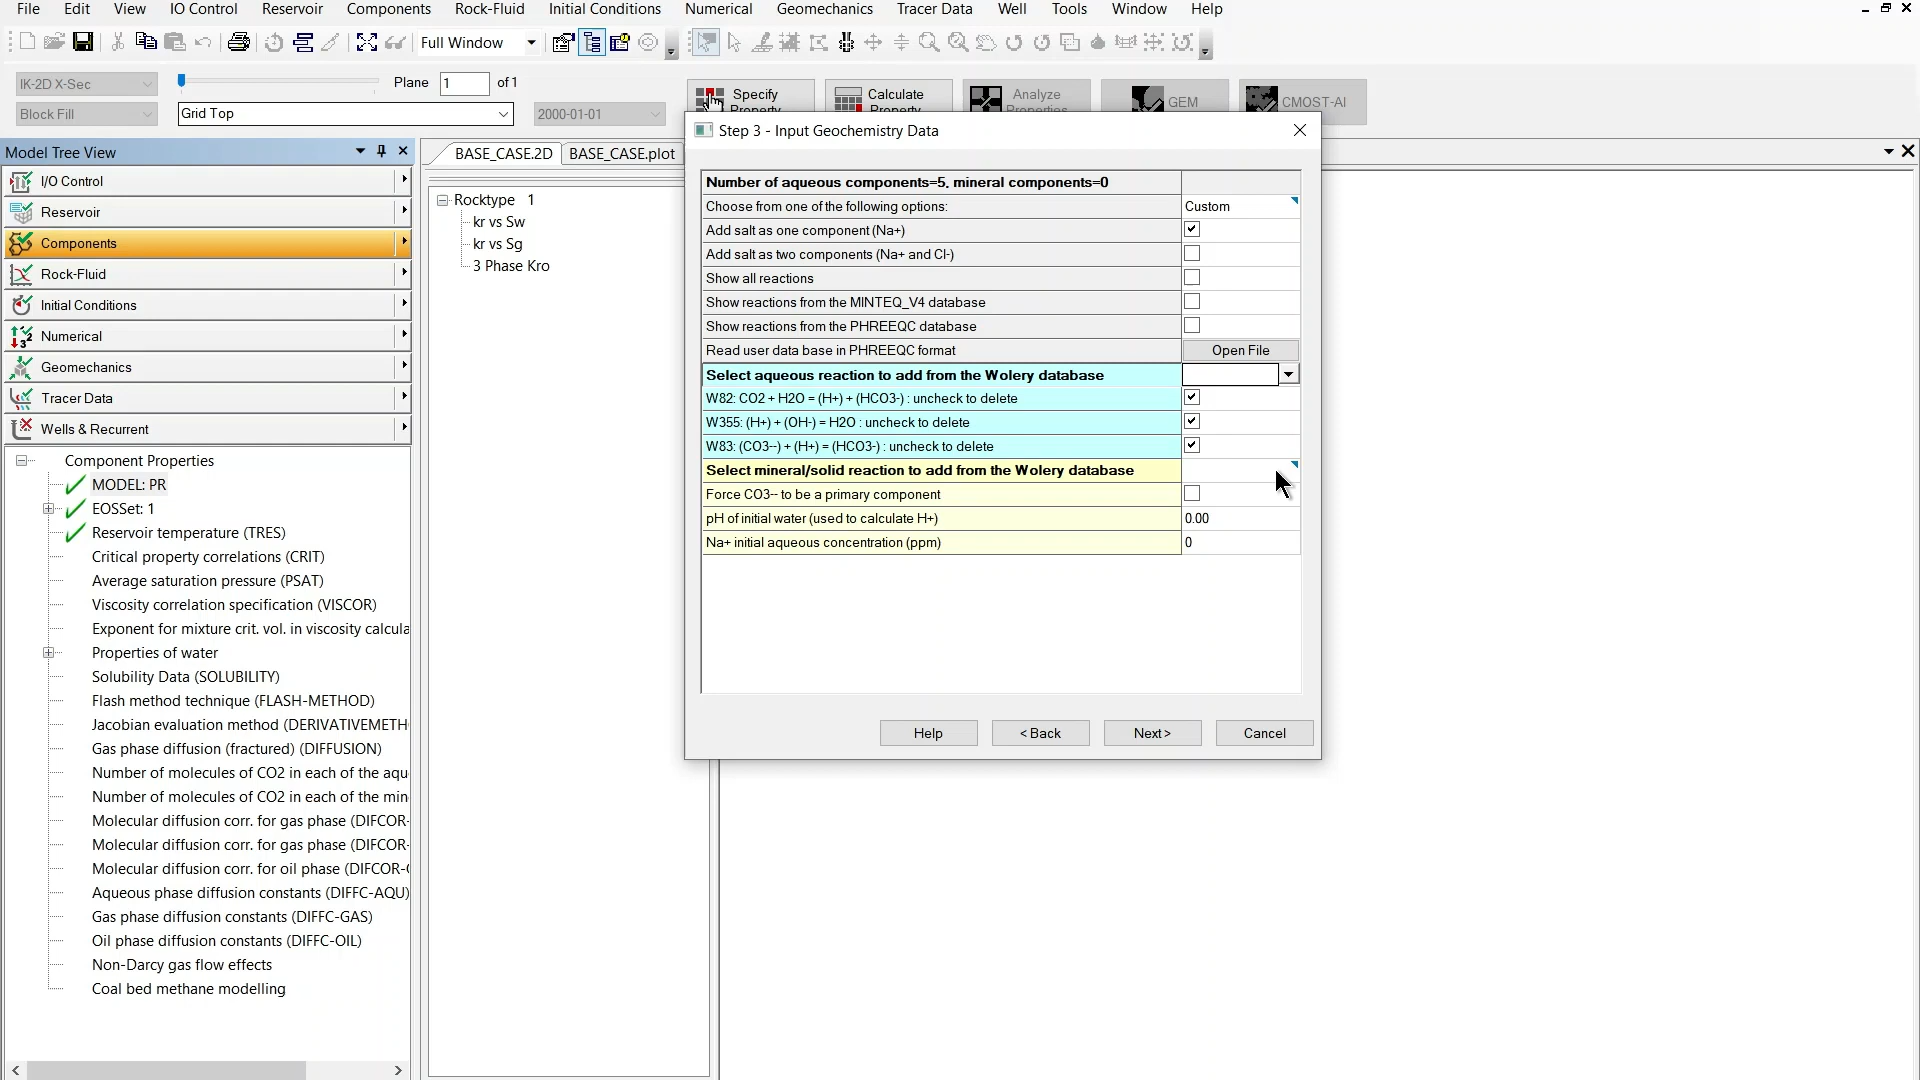 File Edit View IO Control Reservoir Components Rock-Fluid Initial Conditions Numerical Geomechanics Tracer Data Well Tools Window Help
Full Window
IK-2D X-Sec Plane 1 of 1
Block Fill Grid Top 2000-01-01
Specify Property
Calculate Property
Analyze Properties
GEM
CMOST-AI
Model Tree View
I/O Control
Reservoir
Components
Rock-Fluid
Initial Conditions
Numerical
Geomechanics
Tracer Data
Wells & Recurrent
Component Properties
MODEL: PR
EOSSet: 1
Reservoir temperature (TRES)
Critical property correlations (CRIT)
Average saturation pressure (PSAT)
Viscosity correlation specification (VISCOR)
Exponent for mixture crit. vol. in viscosity calcula
Properties of water
Solubility Data (SOLUBILITY)
Flash method technique (FLASH-METHOD)
Jacobian evaluation method (DERIVATIVEMETH
Gas phase diffusion (fractured) (DIFFUSION)
Number of molecules of CO2 in each of the aqu
Number of molecules of CO2 in each of the min
Molecular diffusion corr. for gas phase (DIFCOR-
Molecular diffusion corr. for gas phase (DIFCOR-
Molecular diffusion corr. for oil phase (DIFCOR-
Aqueous phase diffusion constants (DIFFC-AQU)
Gas phase diffusion constants (DIFFC-GAS)
Oil phase diffusion constants (DIFFC-OIL)
Non-Darcy gas flow effects
Coal bed methane modelling
BASE_CASE.2D BASE_CASE.plot
Rocktype 1
kr vs Sw
kr vs Sg
3 Phase Kro
Step 3 - Input Geochemistry Data
Number of aqueous components=5, mineral components=0
Choose from one of the following options: Custom
Add salt as one component (Na+)
Add salt as two components (Na+ and Cl-)
Show all reactions
Show reactions from the MINTEQ_V4 database
Show reactions from the PHREEQC database
Read user data base in PHREEQC format Open File
Select aqueous reaction to add from the Wolery database
W82: CO2 + H2O = (H+) + (HCO3-) : uncheck to delete
W355: (H+) + (OH-) = H2O : uncheck to delete
W83: (CO3--) + (H+) = (HCO3-) : uncheck to delete
Select mineral/solid reaction to add from the Wolery database
Force CO3-- to be a primary component
pH of initial water (used to calculate H+) 0.00
Na+ initial aqueous concentration (ppm) 0
Help < Back Next> Cancel